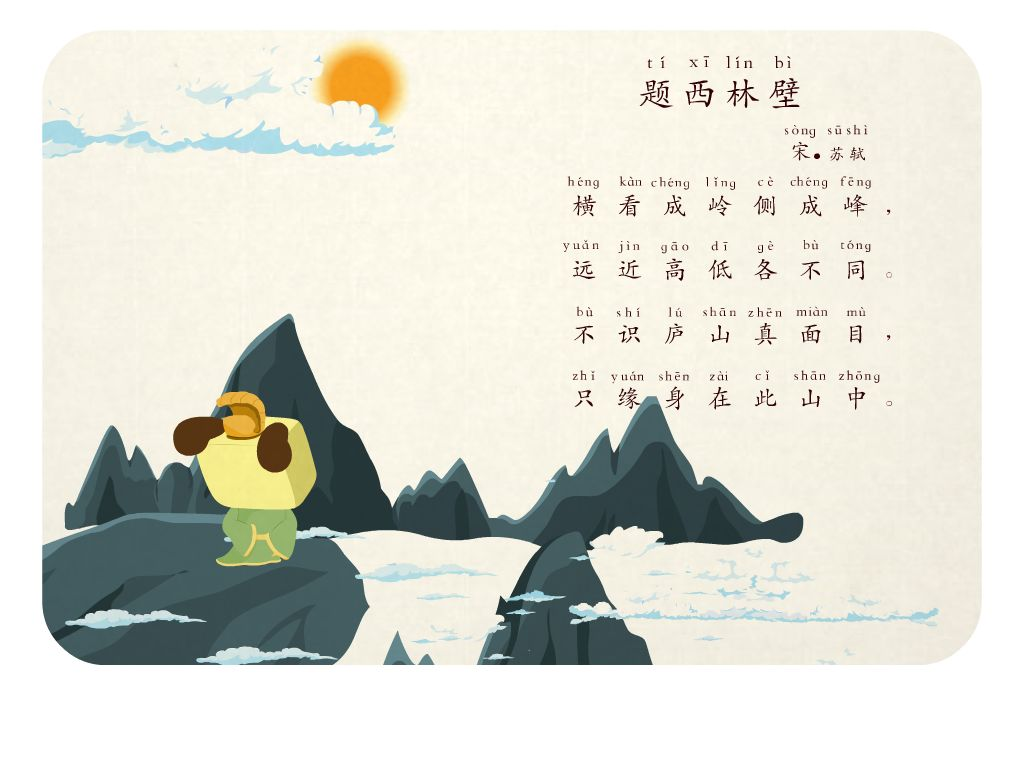 tí xī lín bì
题西林壁
sòng sū shì
宋●苏轼
héng kàn chéng lǐng cè chéng fēng
横看成岭侧成峰，
yuǎn jìn gāo dī gè bù tóng
远近高低各不同。
bù shí lú shān zhēn miàn mù
不识庐山真面目，
zhǐ yuán shēn zài cǐ shān zhōng
只缘身在此山中。